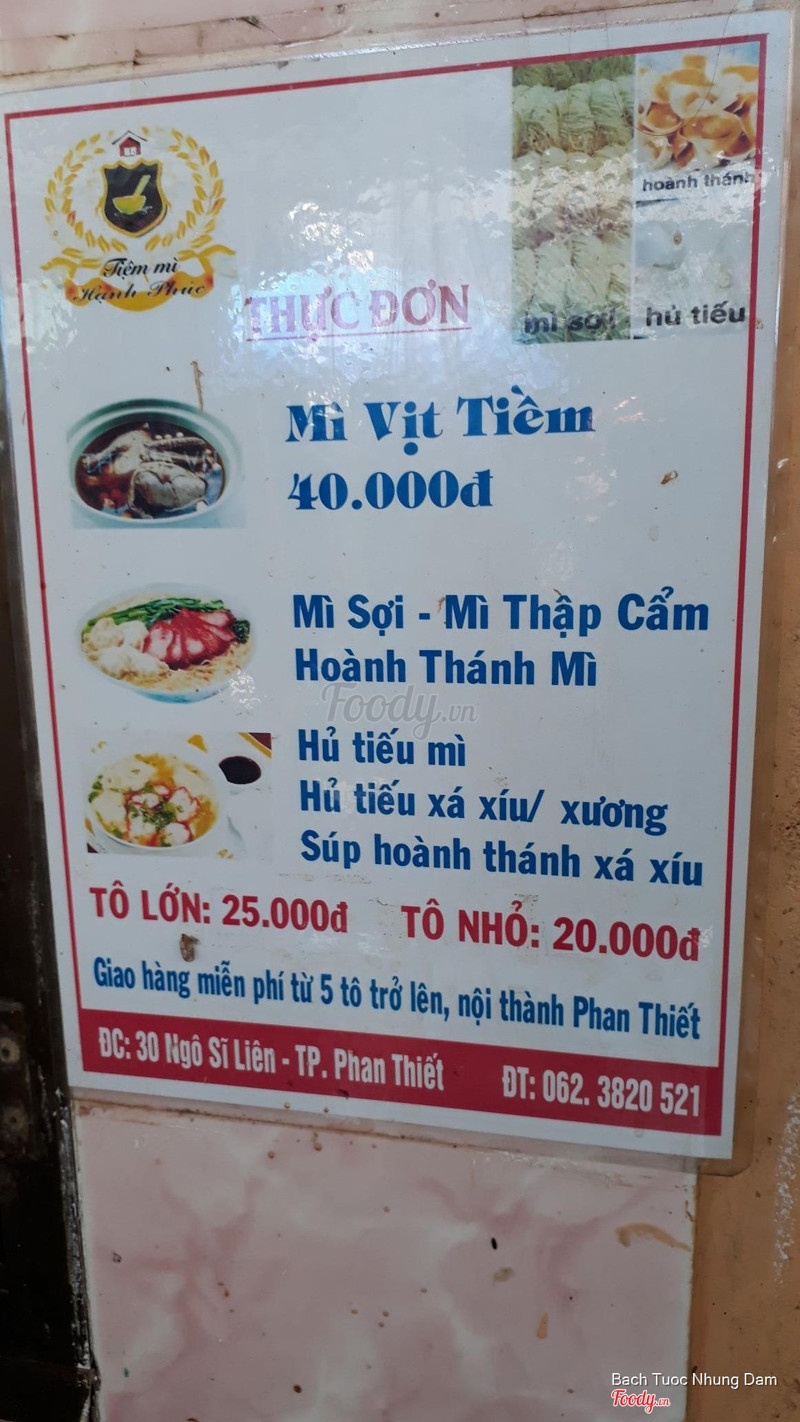 Tiệm mì
Hạnh Phúc
hoành thánh
mì sợi
hủ tiếu
THỰC ĐƠN
Mì Vịt Tiềm
40.000đ
Mì Sợi - Mì Thập Cẩm
Hoành Thánh Mì
Foody.vn
Hủ tiếu mì
Hủ tiếu xá xíu/ xương
Súp hoành thánh xá xíu
TÔ LỚN: 25.000đ TÔ NHỎ: 20.000đ
Giao hàng miễn phí từ 5 tô trở lên, nội thành Phan Thiết
ĐC: 30 Ngô Sĩ Liên - TP. Phan Thiết ĐT: 062. 3820 521
Bach Tuoc Nhung Dam
Foody.vn